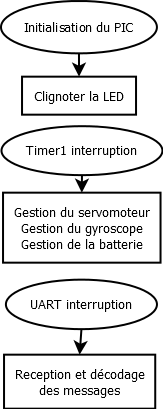 Initialisation du PIC
Clignoter la LED
Timer1 interruption
Gestion du servomoteur
Gestion du gyroscope
Gestion de la batterie
UART interruption
Reception et décodage
des messages